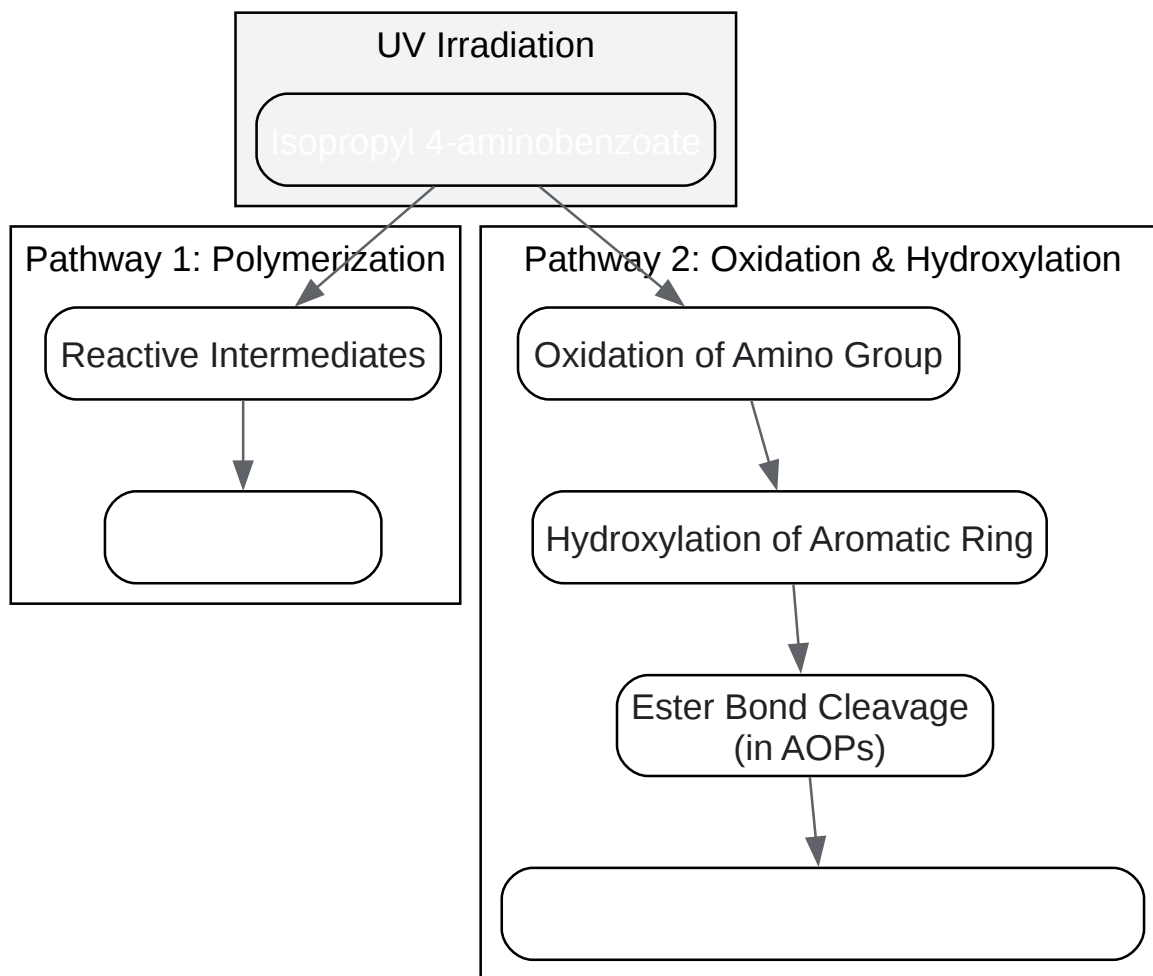 UV Irradiation
Isopropyl 4-aminobenzoate
Pathway 1: Polymerization
Reactive Intermediates
Pathway 2: Oxidation & Hydroxylation
Oxidation of Amino Group
Hydroxylation of Aromatic Ring
Ester Bond Cleavage
(in AOPs)